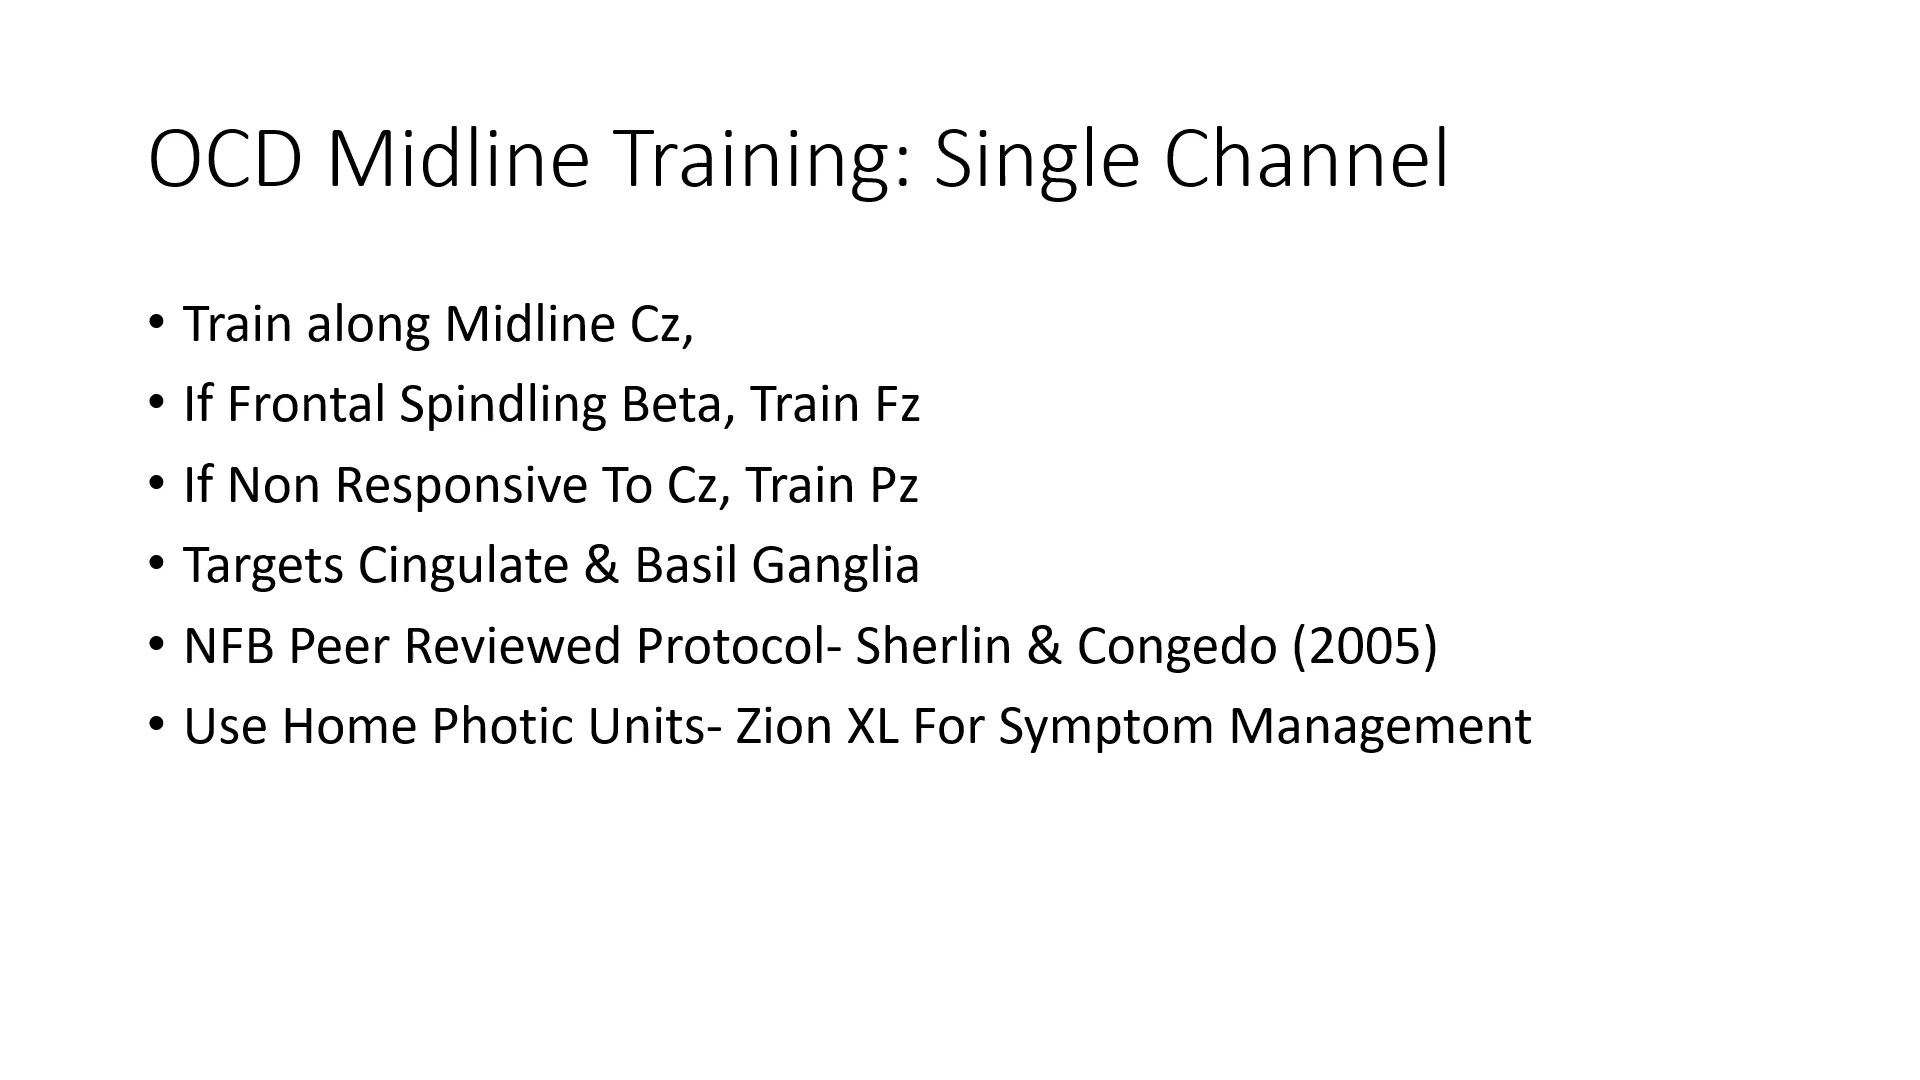 OCD Midline Training: Single Channel
• Train along Midline Cz,
• If Frontal Spindling Beta, Train Fz
• If Non Responsive To Cz, Train Pz
• Targets Cingulate & Basil Ganglia
• NFB Peer Reviewed Protocol- Sherlin & Congedo (2005)
• Use Home Photic Units- Zion XL For Symptom Management